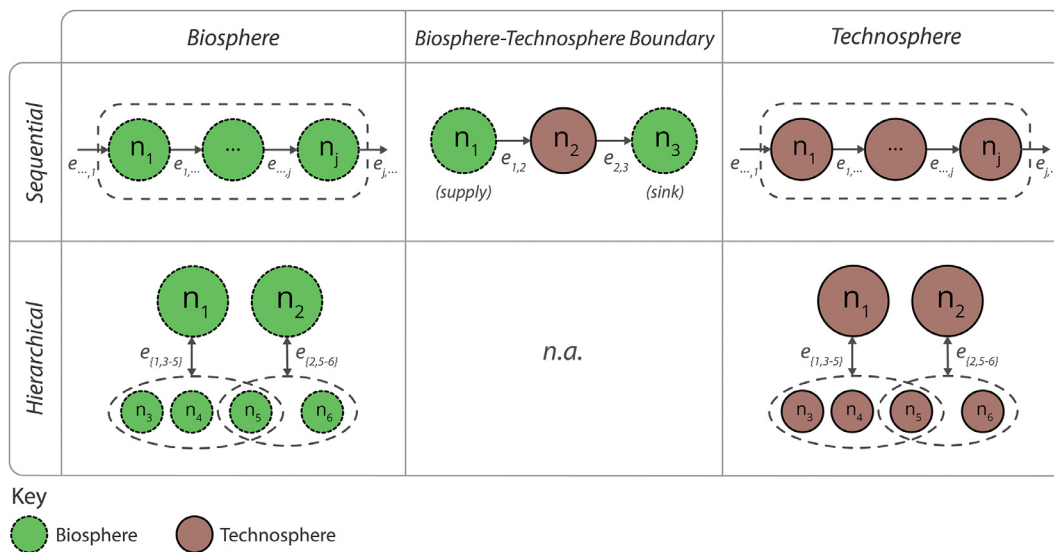 Biosphere
Biosphere-Technosphere Boundary
Technosphere
Sequential
n1
...
nj
e...,1
e1,...
e...,j
ej,...
n1
n2
n3
e1,2
e2,3
(supply)
(sink)
n1
...
nj
e...,1
e1,...
e...,j
ej,..
Hierarchical
n1
n2
e{1,3-5}
e{2,5-6}
n3
n4
n5
n6
n.a.
n1
n2
e{1,3-5}
e{2,5-6}
n3
n4
n5
n6
Key
Biosphere
Technosphere